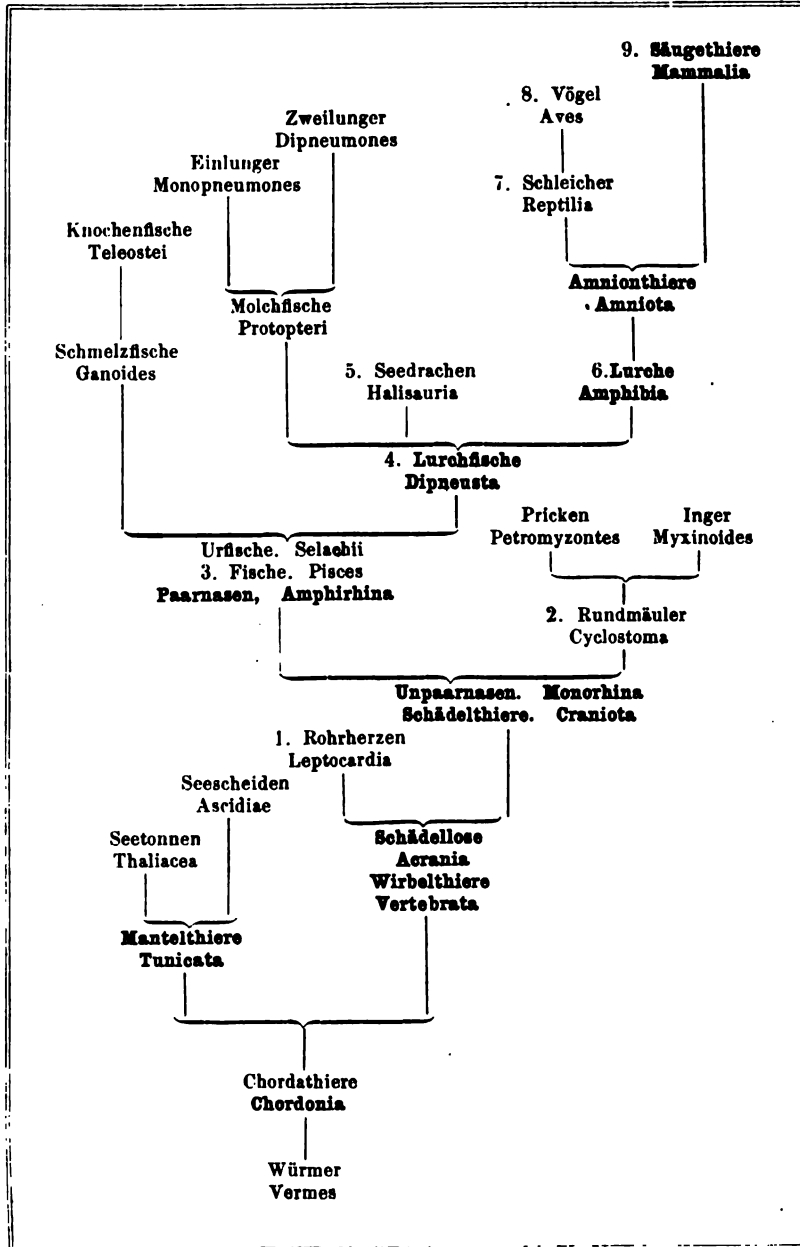 9. Säugethiere
Mammalia
8. Vögel
Aves
Zweilunger
Dipneumones
Einlunger
Monopneumones
7. Schleicher
Reptilia
Knochenfische
Teleostei
Amnionthiere
Amniota
Molchfische
Protopteri
Schmelzfische
Ganoides
5. Seedrachen
Halisauria
6. Lurche
Amphibia
4. Lurchfische
Dipneusta
Pricken
Petromyzontes
Inger
Myxinoides
Urfische. Selachii
3. Fische. Pisces
Paarnasen, Amphirhina
2. Rundmäuler
Cyclostoma
Unpaarnasen. Monorhina
Schädelthiere. Craniota
1. Rohrherzen
Leptocardia
Seescheiden
Ascidiae
Seetonnen
Thaliacea
Schädellose
Acrania
Wirbelthiere
Vertebrata
Mantelthiere
Tunicata
Chordathiere
Chordonia
Würmer
Vermes